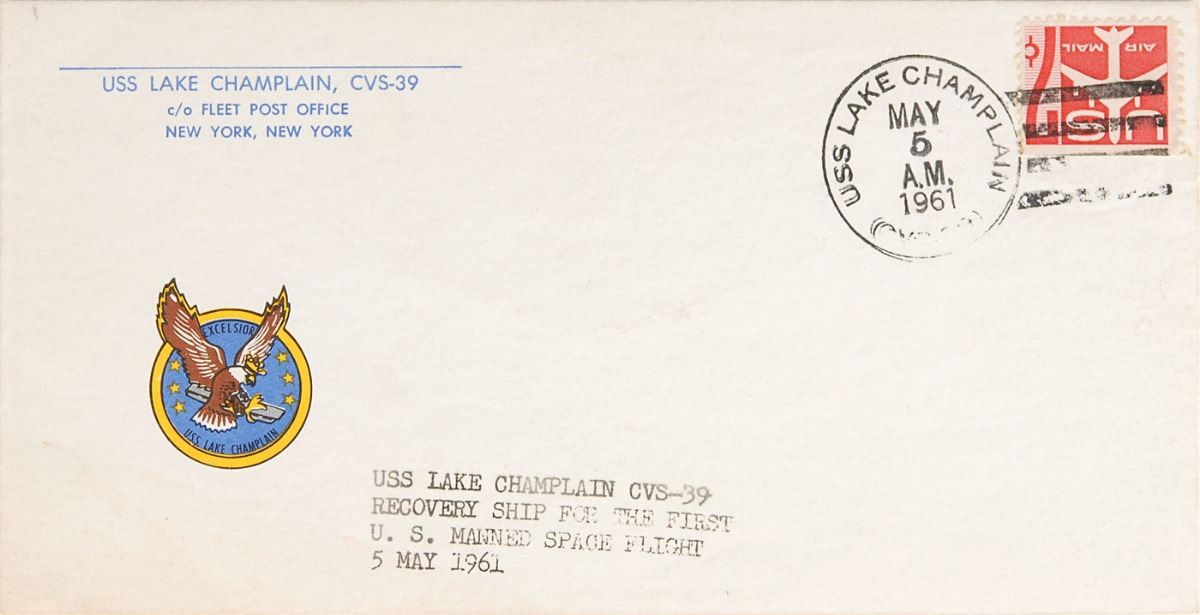 USS LAKE CHAMPLAIN, CVS-39
c/o FLEET POST OFFICE
NEW YORK, NEW YORK
USS LAKE CHAMPLAIN
MAY
5
A.M.
1961
AIR MAIL
7¢
EXCELSIOR
U.S.S. LAKE CHAMPLAIN
USS LAKE CHAMPLAIN CVS-39
RECOVERY SHIP FOR THE FIRST
U. S. MANNED SPACE FLIGHT
5 MAY 1961